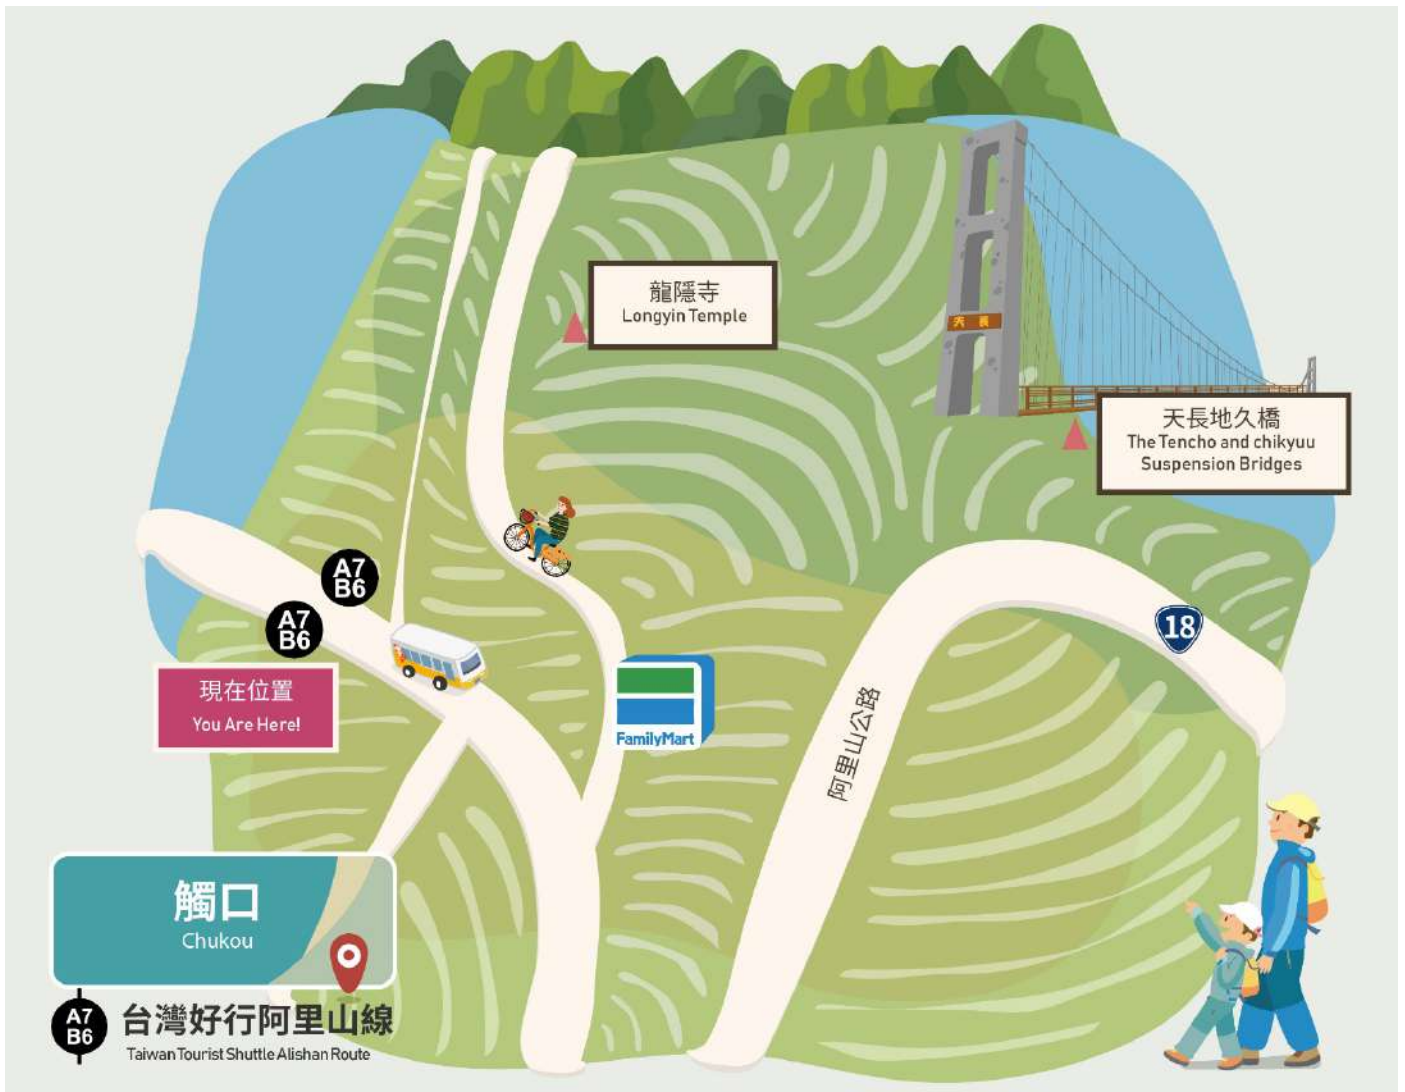 龍隱寺
Longyin Temple
天長
天長地久橋
The Tencho and chikyuu
Suspension Bridges
A7
B6
A7
B6
18
現在位置
You Are Here!
FamilyMart
阿里山公路
觸口
Chukou
A7
B6
台灣好行阿里山線
Taiwan Tourist Shuttle Alishan Route